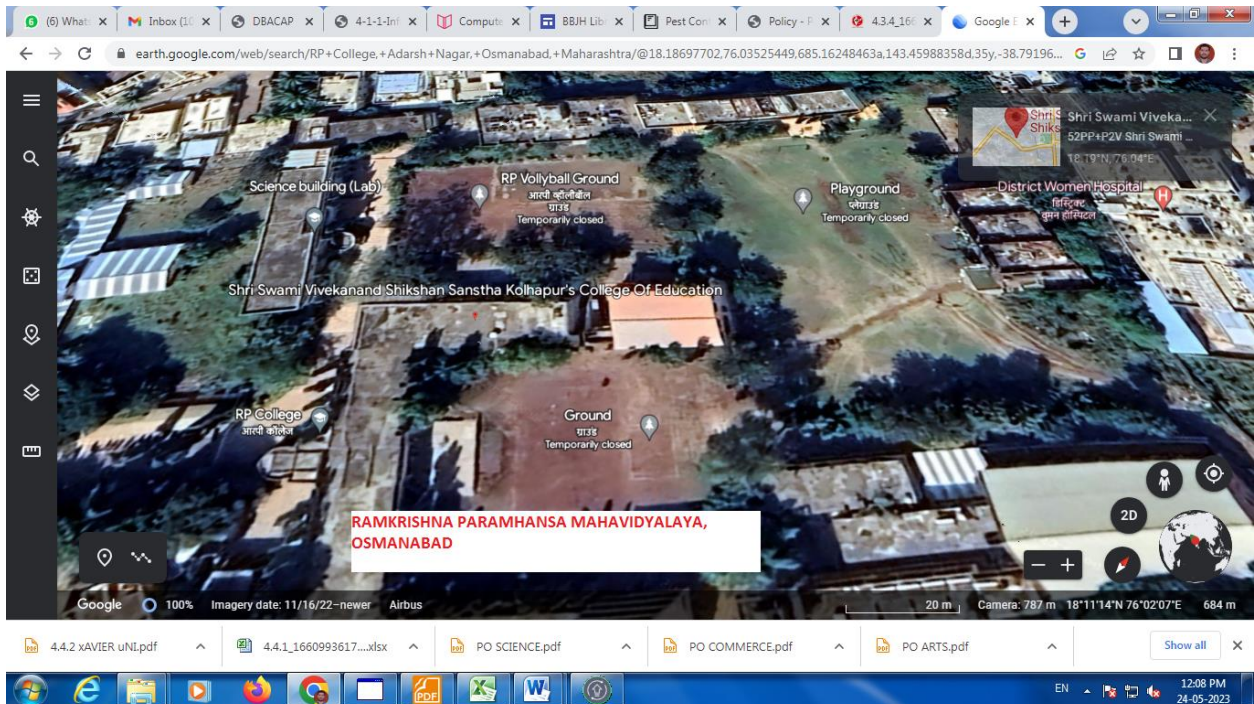 (6) What: 
Inbox (1(
DBACAP
4-1-1-Inf
Compute
BBJH Libr
Pest Con
Policy - P
4.3.4_166
Google E
earth.google.com/web/search/RP+College,+Adarsh+Nagar,+Osmanabad,+Maharashtra/@18.18697702,76.03525449,685.16248463a,143.45988358d,35y,-38.79196...
Shri Swami Viveka...
52PP+P2V Shri Swami ...
18.19°N, 76.04°E
Shri S
Shiks
Science building (Lab)
RP Vollyball Ground
आरपी व्हॉलीबॉल
ग्राउंड
Temporarily closed
Playground
प्लेग्राउंड
Temporarily closed
District Women Hospital
डिस्ट्रिक्ट
वुमन हॉस्पिटल
H
Shri Swami Vivekanand Shikshan Sanstha Kolhapur's College Of Education
RP College
आरपी कॉलेज
Ground
ग्राउंड
Temporarily closed
RAMKRISHNA PARAMHANSA MAHAVIDYALAYA,
OSMANABAD
2D
Google 100% Imagery date: 11/16/22-newer Airbus 20 m Camera: 787 m 18°11'14"N 76°02'07"E 684 m
4.4.2 xAVIER uNI.pdf
4.4.1_1660993617....xlsx
PO SCIENCE.pdf
PO COMMERCE.pdf
PO ARTS.pdf
Show all
PDF
EN
12:08 PM
24-05-2023